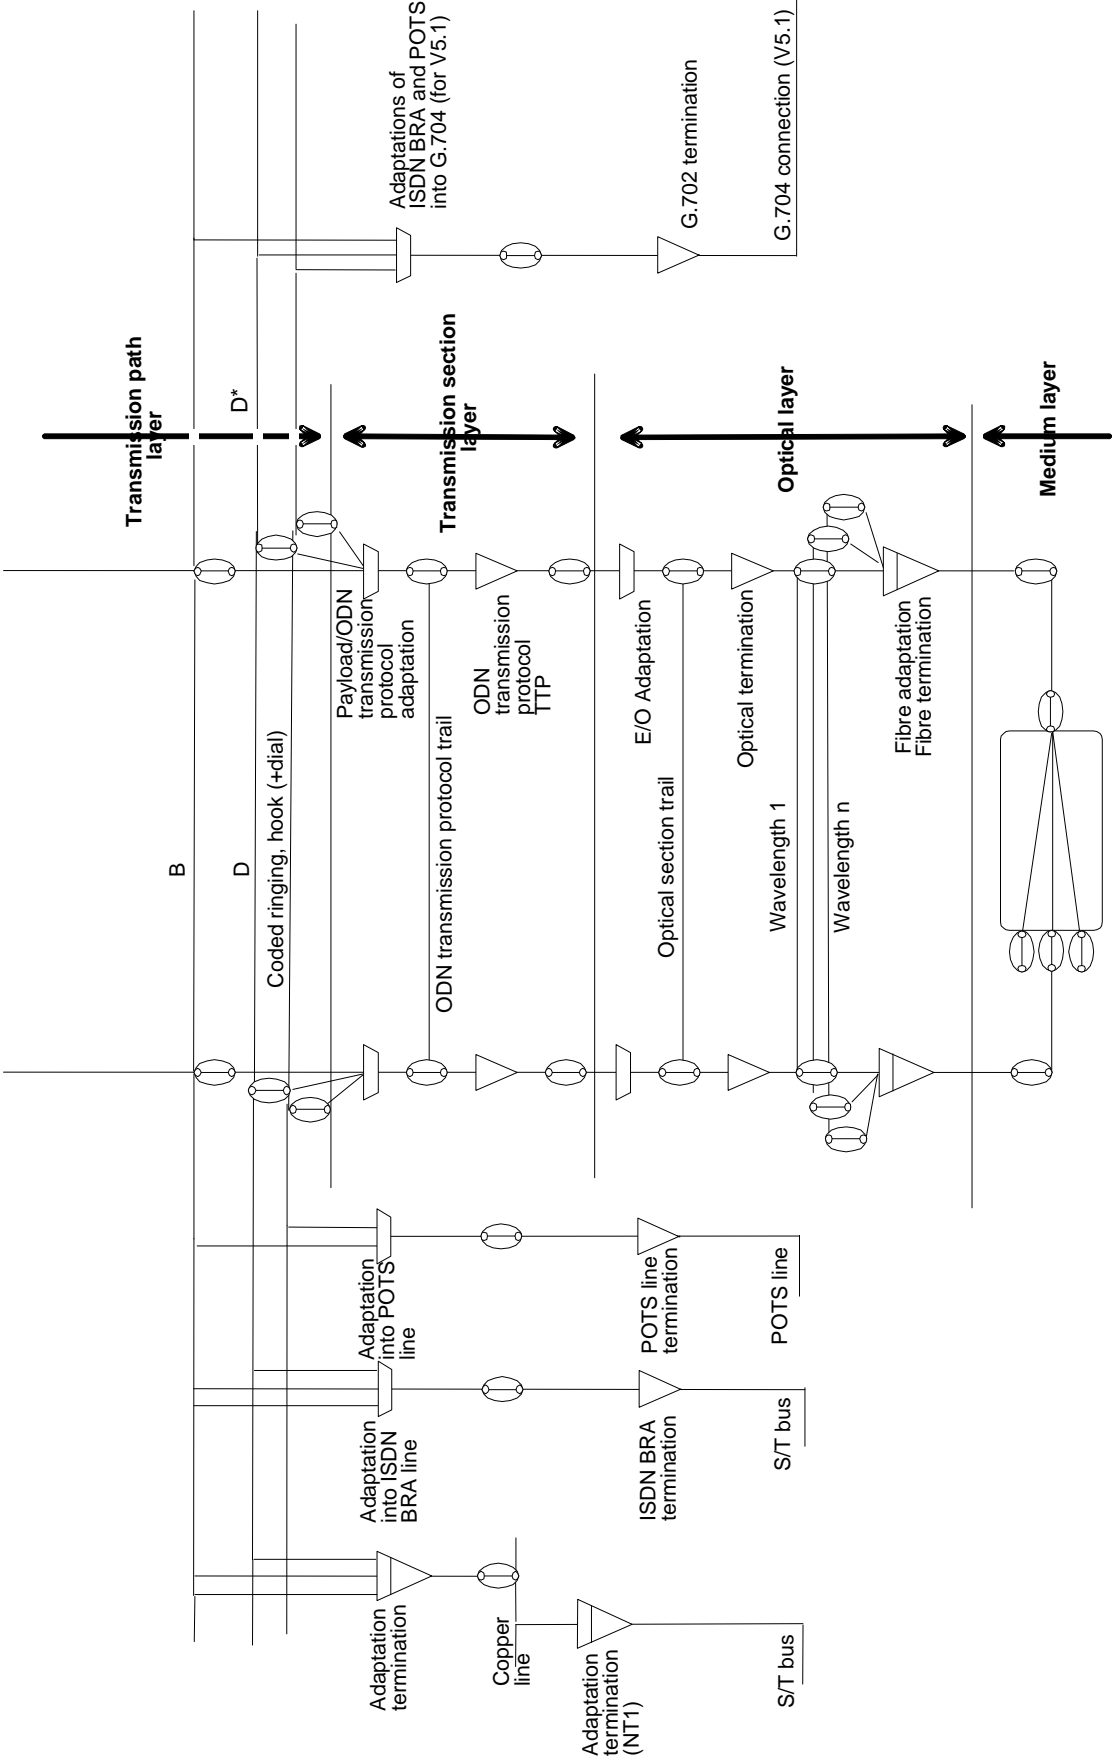 Transmission path
layer
Transmission section
layer
Optical layer
Medium layer
B
D
D*
Coded ringing, hook (+dial)
Adaptations of
ISDN BRA and POTS
into G.704 (for V5.1)
G.702 termination
G.704 connection (V5.1)
Payload/ODN
transmission
protocol
adaptation
ODN transmission protocol trail
ODN
transmission
protocol
TTP
E/O Adaptation
Optical section trail
Optical termination
Wavelength 1
Wavelength n
Fibre adaptation
Fibre termination
Adaptation
into POTS
line
POTS line
termination
POTS line
Adaptation
into ISDN
BRA line
ISDN BRA
termination
S/T bus
Adaptation
termination
Copper
line
Adaptation
termination
(NT1)
S/T bus